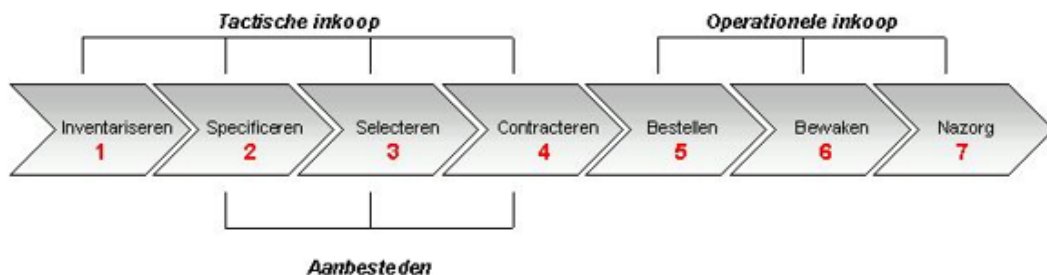 Tactische inkoop
Operationele inkoop
Inventariseren
1
Specificeren
2
Selecteren
3
Contracteren
4
Bestellen
5
Bewaken
6
Nazorg
7
Aanbesteden